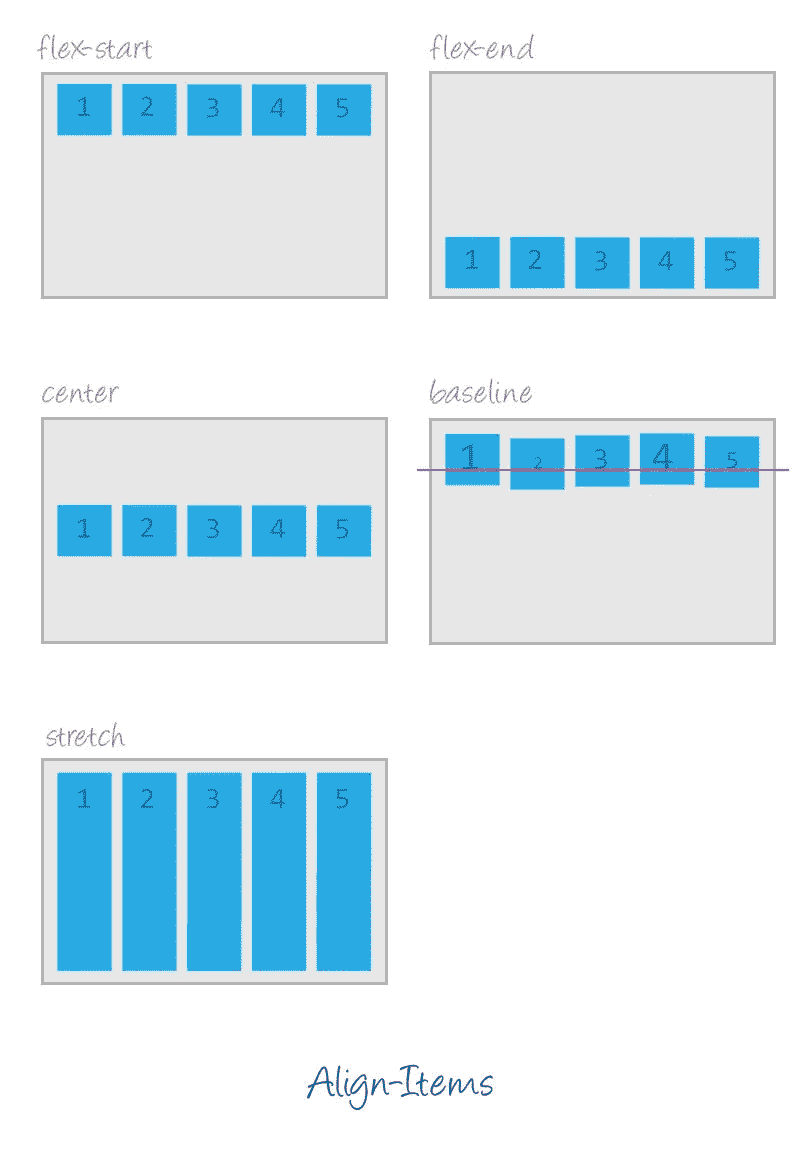 flex-start
1 2 3 4 5
flex-end
1 2 3 4 5
center
1 2 3 4 5
baseline
1 2 3 4 5
stretch
1 2 3 4 5
Align-Items